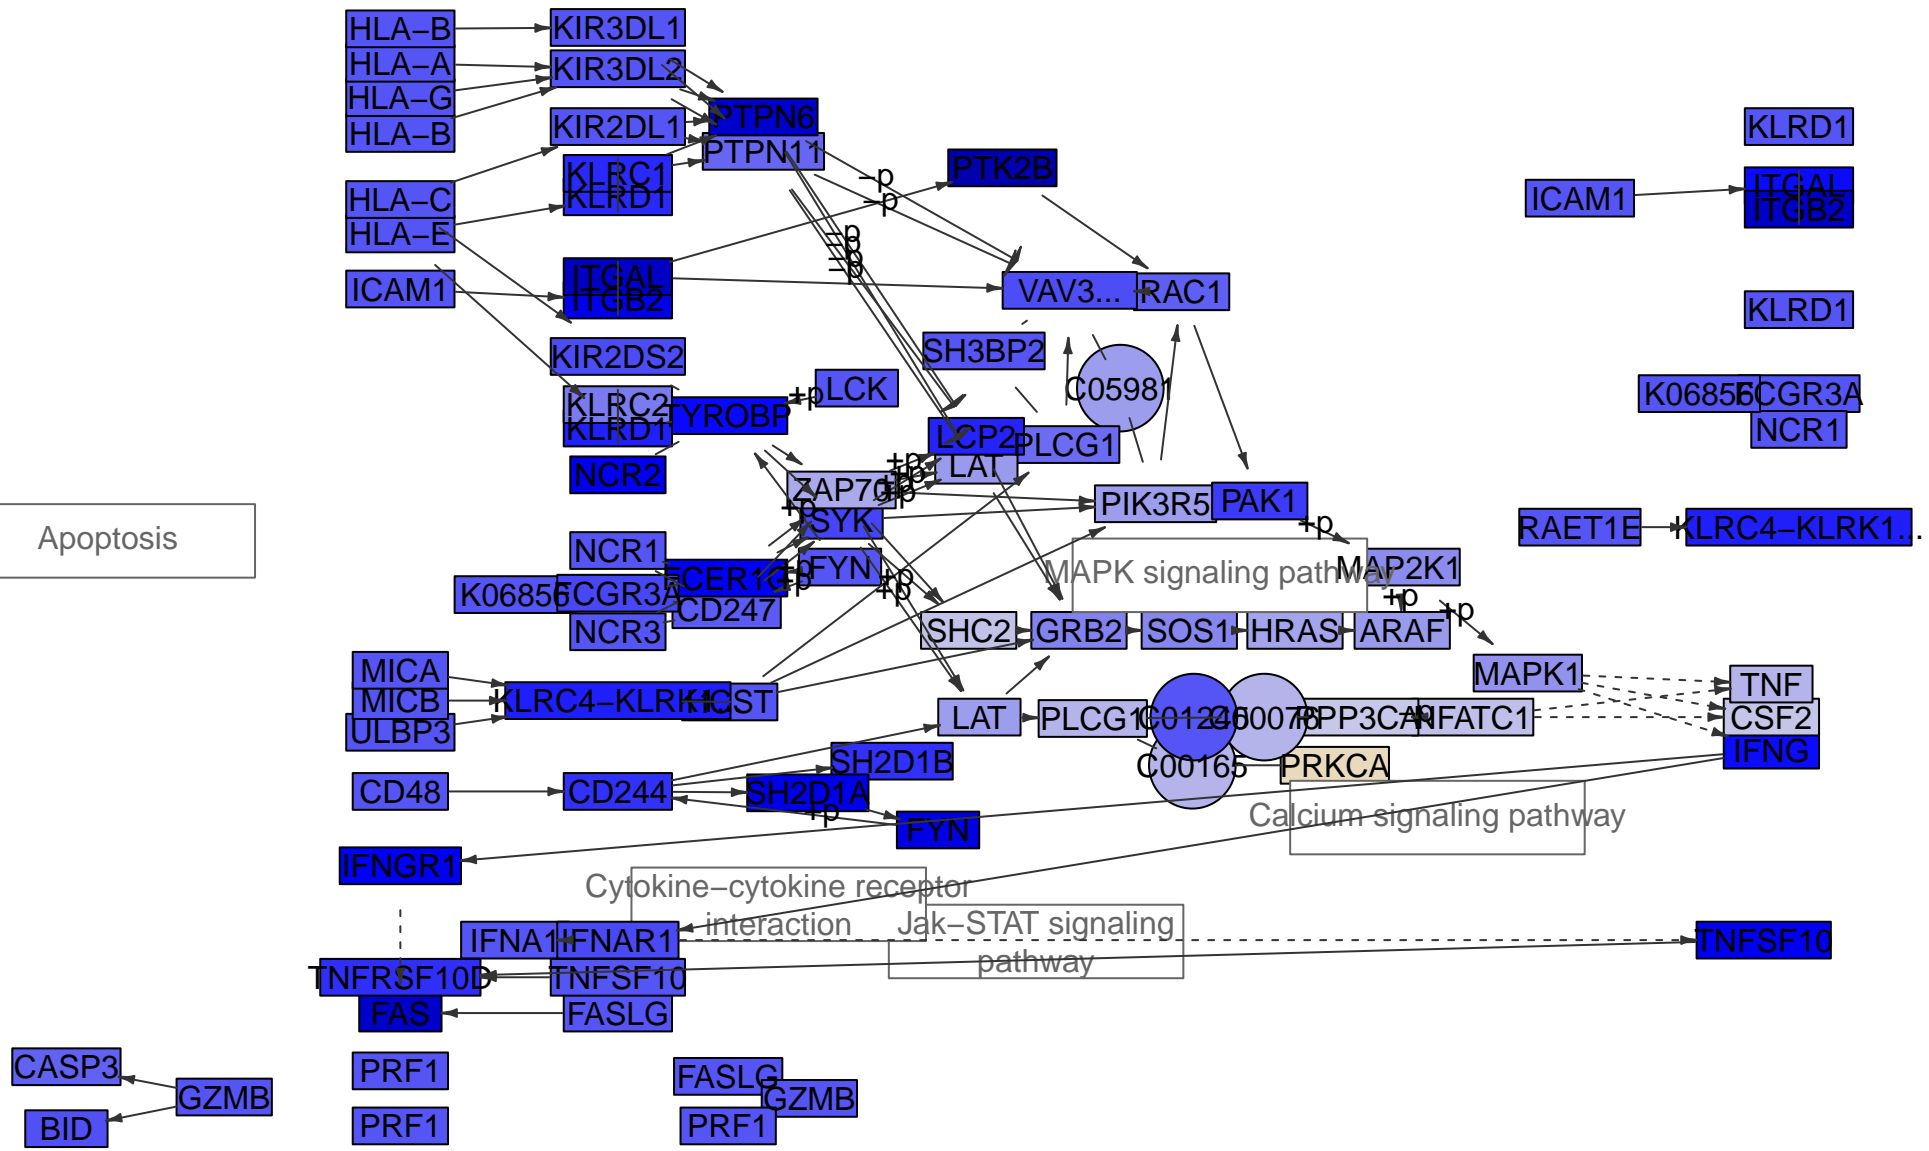 HLA−B
KIR3DL1
HLA−A
KIR3DL2
HLA−G
HLA−B
KIR2DL1
PTPN6
PTPN11
KLRC1
KLRD1
HLA−C
HLA−E
ICAM1
ITGAL
ITGB2
PTK2B
−p
−p
−p
−p
−p
−p
VAV3...
RAC1
ICAM1
KLRD1
ITGAL
ITGB2
KLRD1
KIR2DS2
SH3BP2
C05981
LCK
+p
KLRC2
KLRD1
TYROBP
K06856
FCGR3A
NCR1
LCP2
PLCG1
LAT
NCR2
ZAP70
+p
+p
+p
+p
+p
SYK
PIK3R5
PAK1
+p
Apoptosis
RAET1E
KLRC4−KLRK1...
NCR1
FCER1G
+p
+p
FYN
+p
+p
MAPK signaling pathway
MAP2K1
K06856
FCGR3A
CD247
NCR3
+p
+p
SHC2
GRB2
SOS1
HRAS
ARAF
MICA
MICB
ULBP3
KLRC4−KLRK1...
HCST
MAPK1
TNF
CSF2
IFNG
LAT
PLCG1
C01245
C00076
PPP3CA
NFATC1
C00165
PRKCA
SH2D1B
CD48
CD244
SH2D1A
+p
FYN
Calcium signaling pathway
IFNGR1
Cytokine−cytokine receptor
interaction
Jak−STAT signaling
pathway
IFNA1
IFNAR1
TNFSF10
TNFRSF10D
TNFSF10
FAS
FASLG
CASP3
GZMB
BID
PRF1
PRF1
FASLG
GZMB
PRF1